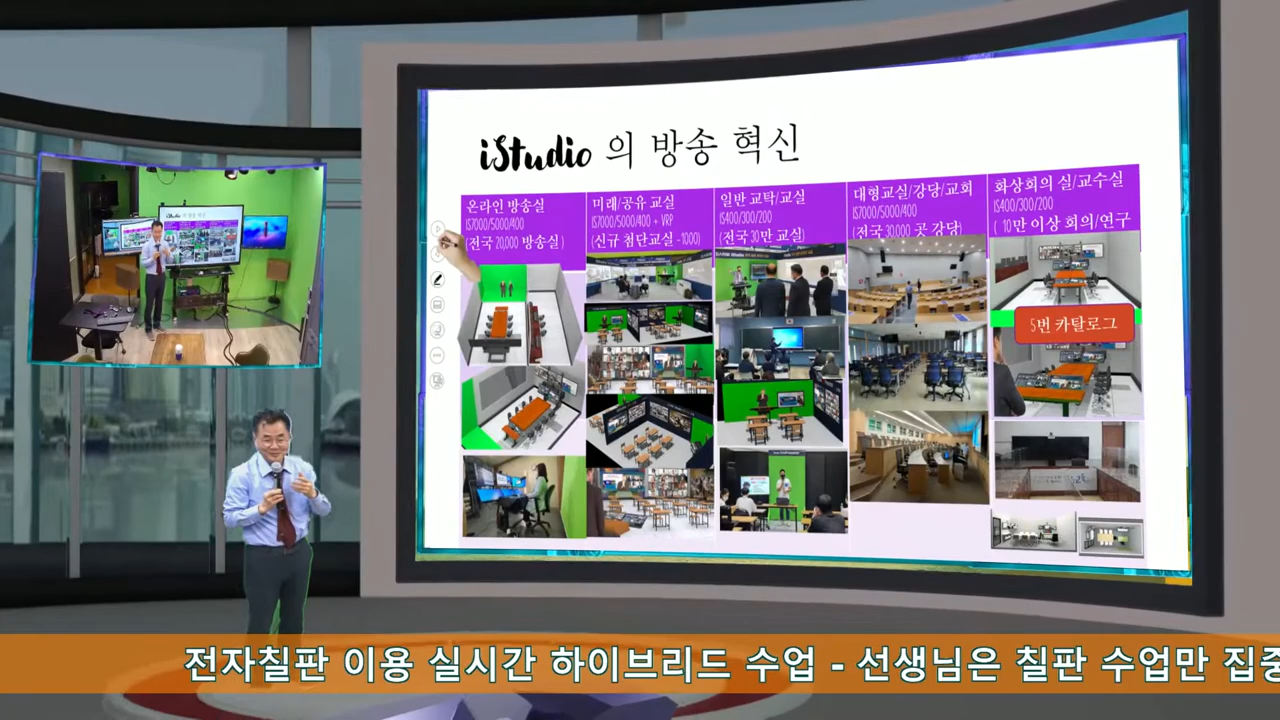 iStudio 의 방송 혁신
온라인 방송실
IS7000/5000/400
(전국 20,000 방송실)
미래/공유 교실
IS7000/5000/400 + VRP
(신규 첨단교실 ~1000)
일반 교탁/교실
IS400/300/200
(전국 30만 교실)
대형교실/강당/교회
IS7000/5000/400
(전국 30,000 곳 강당)
화상회의 실/교수실
IS400/300/200
( 10만 이상 회의/연구
5번 카탈로그
iStudio 의 방송 혁신
전자칠판 이용 실시간 하이브리드 수업 - 선생님은 칠판 수업만 집중